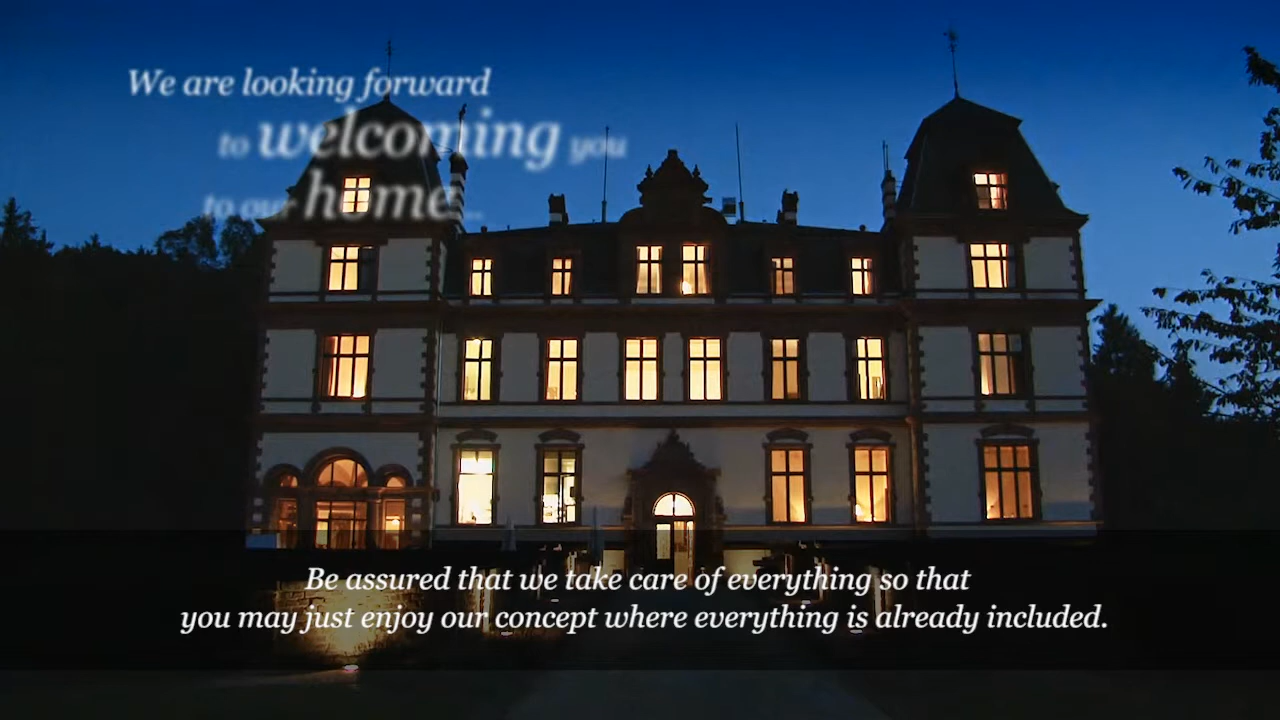 We are looking forward
to welcoming you
to our home...
Be assured that we take care of everything so that
you may just enjoy our concept where everything is already included.